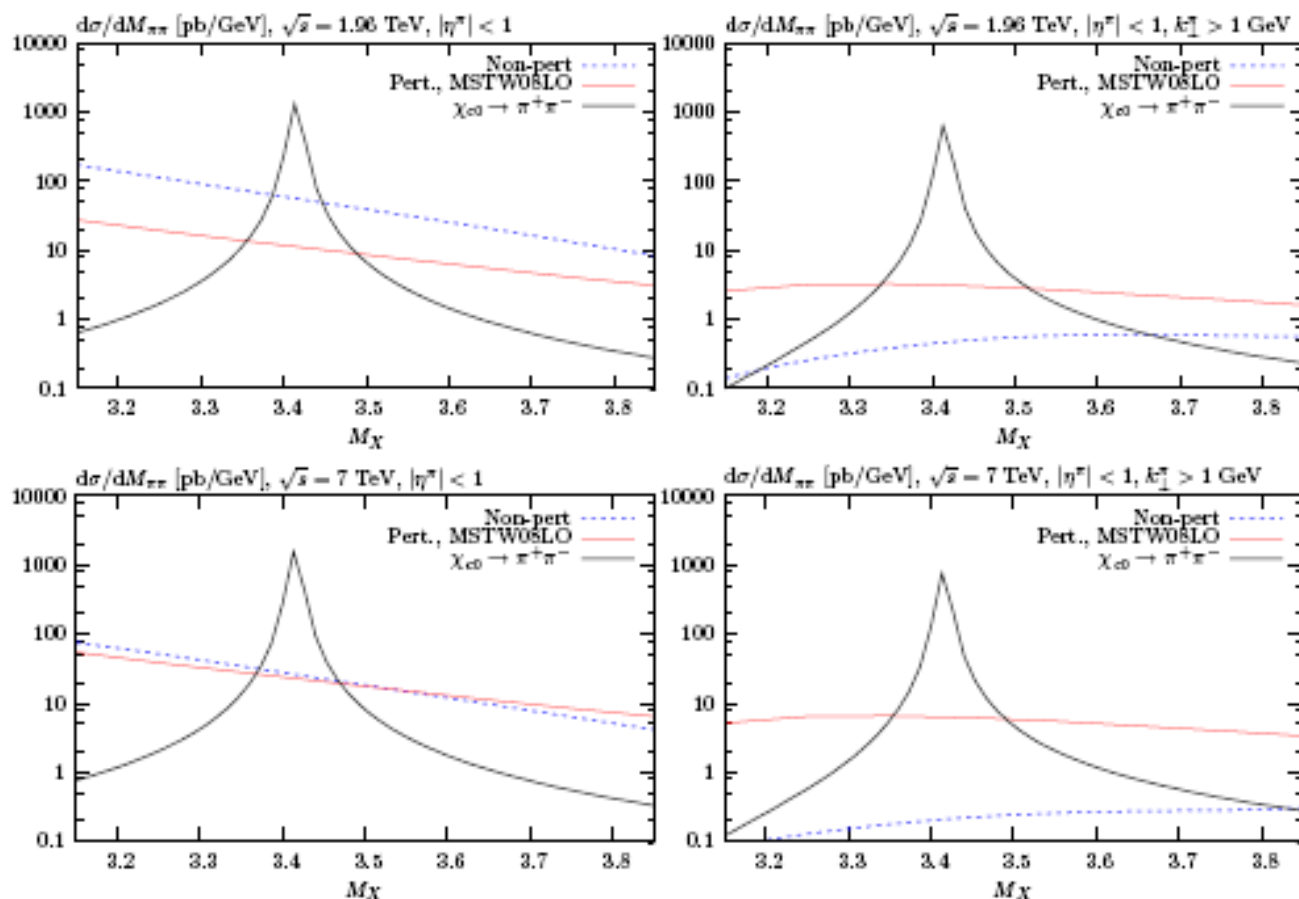 dσ/dM_ππ [pb/GeV], √s = 1.96 TeV, |η^π| < 1
10000
1000
100
10
1
0.1
Non-pert
Pert., MSTW08LO
χ_c0 → π⁺π⁻
3.2 3.3 3.4 3.5 3.6 3.7 3.8
M_X
dσ/dM_ππ [pb/GeV], √s = 1.96 TeV, |η^π| < 1, k_⊥^π > 1 GeV
10000
1000
100
10
1
0.1
Non-pert
Pert., MSTW08LO
χ_c0 → π⁺π⁻
3.2 3.3 3.4 3.5 3.6 3.7 3.8
M_X
dσ/dM_ππ [pb/GeV], √s = 7 TeV, |η^π| < 1
10000
1000
100
10
1
0.1
Non-pert
Pert., MSTW08LO
χ_c0 → π⁺π⁻
3.2 3.3 3.4 3.5 3.6 3.7 3.8
M_X
dσ/dM_ππ [pb/GeV], √s = 7 TeV, |η^π| < 1, k_⊥^π > 1 GeV
10000
1000
100
10
1
0.1
Non-pert
Pert., MSTW08LO
χ_c0 → π⁺π⁻
3.2 3.3 3.4 3.5 3.6 3.7 3.8
M_X